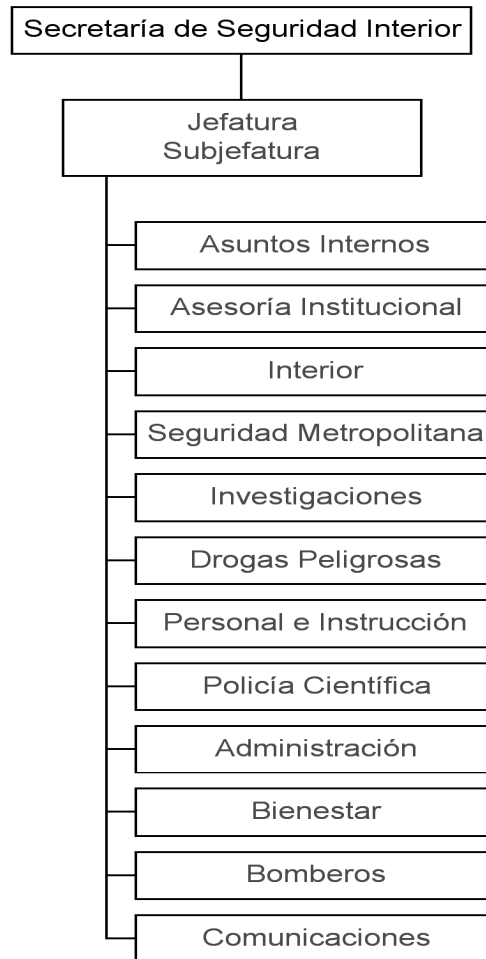 Secretaría de Seguridad Interior
Jefatura
Subjefatura
Asuntos Internos
Asesoría Institucional
Interior
Seguridad Metropolitana
Investigaciones
Drogas Peligrosas
Personal e Instrucción
Policía Científica
Administración
Bienestar
Bomberos
Comunicaciones